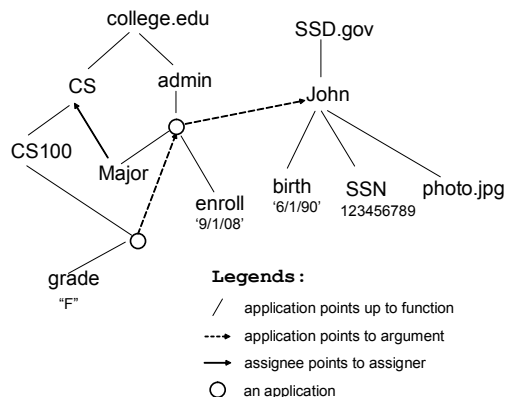 college.edu
SSD.gov
CS
admin
John
CS100
Major
enroll
'9/1/08'
birth
'6/1/90'
SSN
123456789
photo.jpg
grade
“F”
Legends:
application points up to function
application points to argument
assignee points to assigner
an application